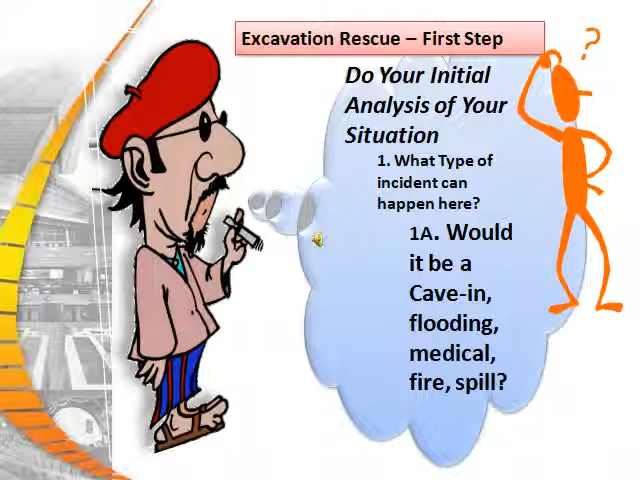 Excavation Rescue – First Step
?
Do Your Initial
Analysis of Your
Situation
1. What Type of
incident can
happen here?
1A. Would
it be a
Cave-in,
flooding,
medical,
fire, spill?